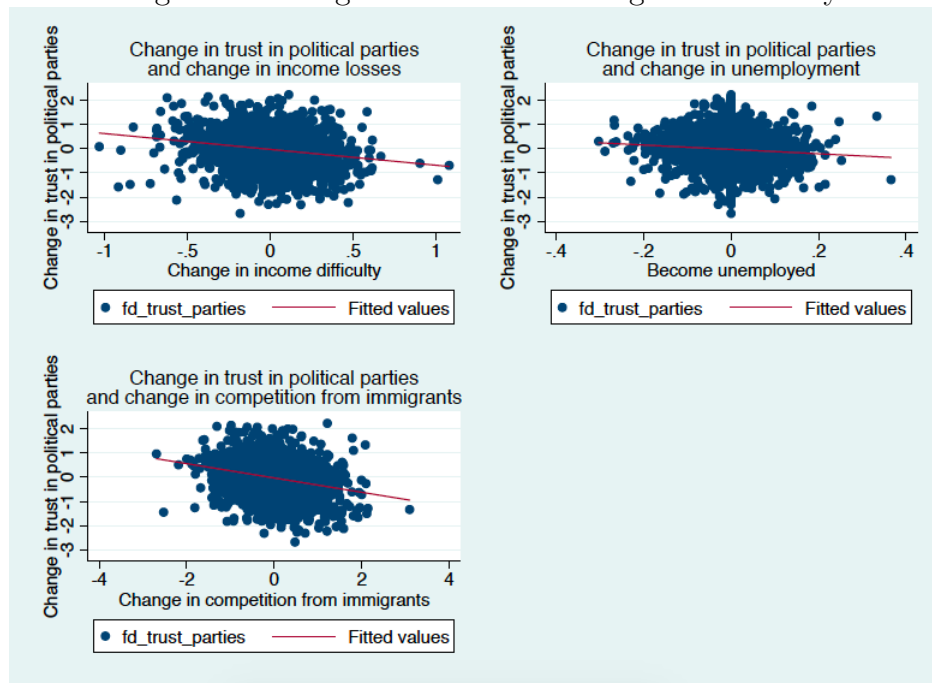 Change in trust in political parties
and change in income losses
Change in trust in political parties
2
1
0
-1
-2
-3
-1
-.5
0
.5
1
Change in income difficulty
fd_trust_parties
Fitted values
Change in trust in political parties
and change in unemployment
Change in trust in political parties
2
1
0
-1
-2
-3
-.4
-.2
0
.2
.4
Become unemployed
fd_trust_parties
Fitted values
Change in trust in political parties
and change in competition from immigrants
Change in trust in political parties
2
1
0
-1
-2
-3
-4
-2
0
2
4
Change in competition from immigrants
fd_trust_parties
Fitted values